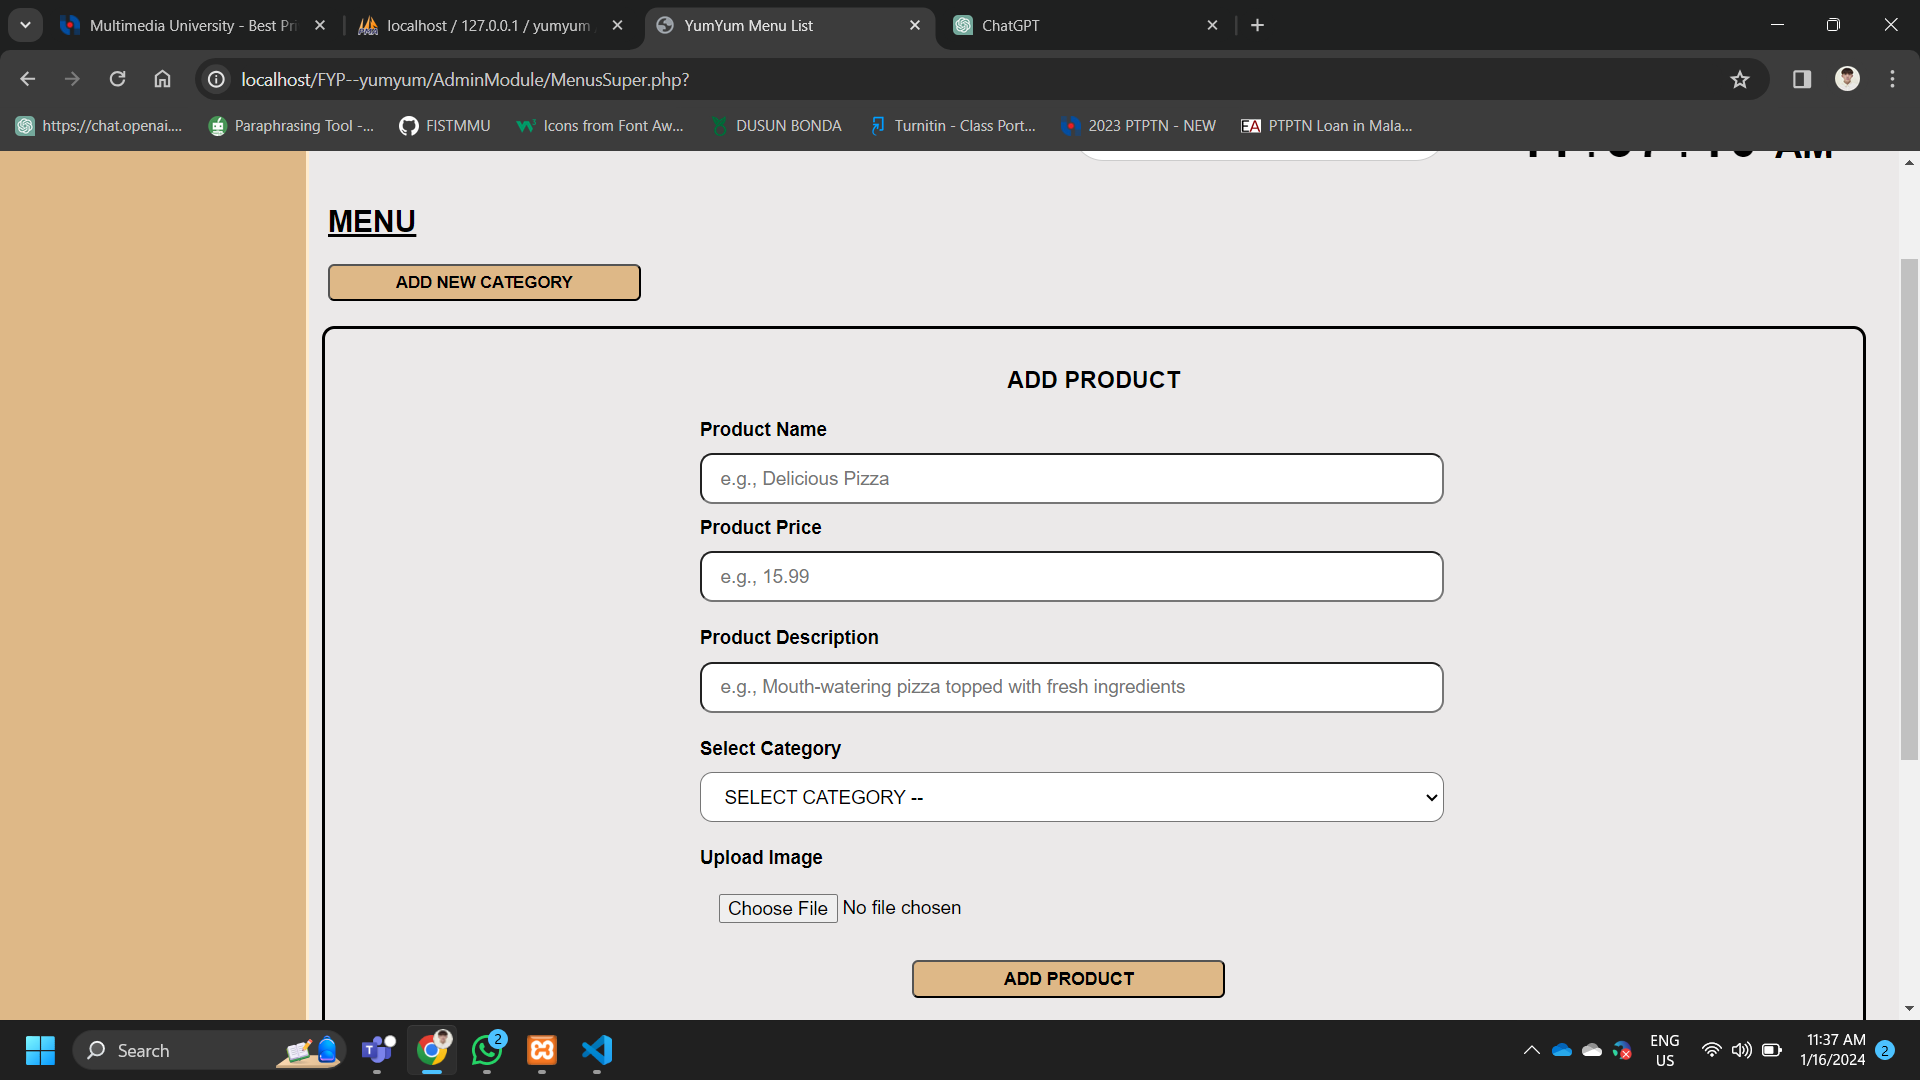 Multimedia University - Best Pri
localhost / 127.0.0.1 / yumyum
YumYum Menu List
ChatGPT
localhost/FYP--yumyum/AdminModule/MenusSuper.php?
https://chat.openai....
Paraphrasing Tool -...
FISTMMU
Icons from Font Aw...
DUSUN BONDA
Turnitin - Class Port...
2023 PTPTN - NEW
EA PTPTN Loan in Mala...
AM
MENU
ADD NEW CATEGORY
ADD PRODUCT
Product Name
e.g., Delicious Pizza
Product Price
e.g., 15.99
Product Description
e.g., Mouth-watering pizza topped with fresh ingredients
Select Category
SELECT CATEGORY --
Upload Image
Choose File No file chosen
ADD PRODUCT
Search
2
ENG
US
11:37 AM
1/16/2024
2